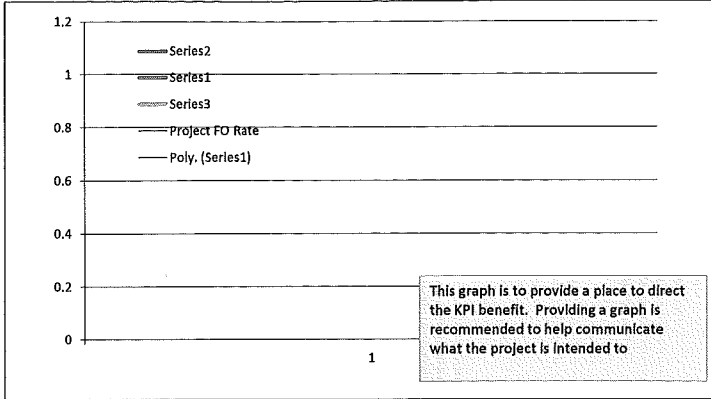 1.2
Series2
1
Series1
Series3
0.8
Project FO Rate
Poly. (Series1)
0.6
0.4
0.2
0
1
This graph is to provide a place to direct
the KPI benefit. Providing a graph is
recommended to help communicate
what the project is intended to